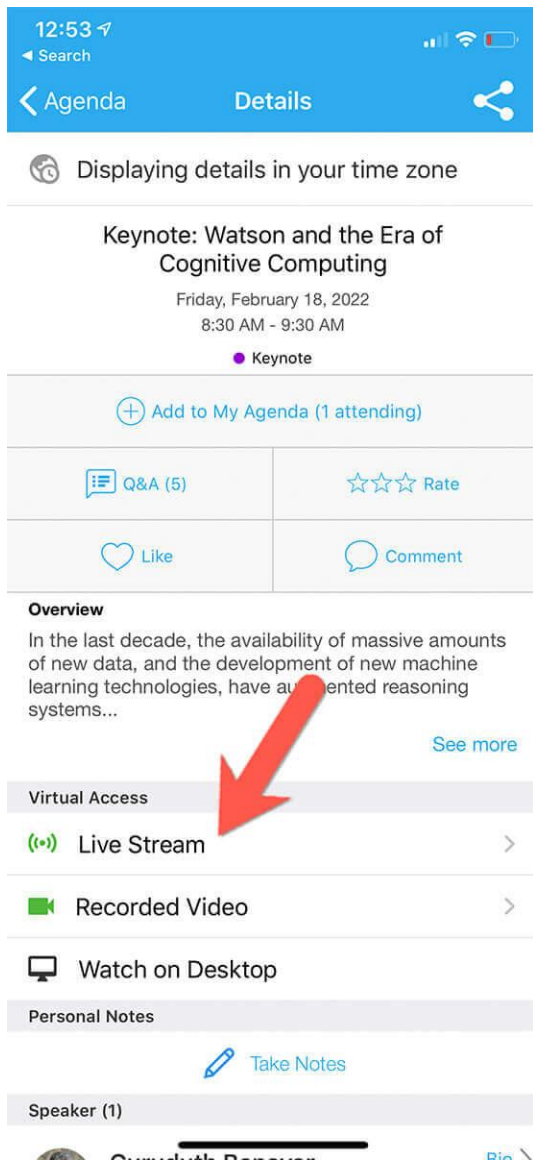 12:53
Search
Agenda
Details
Displaying details in your time zone
Keynote: Watson and the Era of
Cognitive Computing
Friday, February 18, 2022
8:30 AM - 9:30 AM
Keynote
Add to My Agenda (1 attending)
Q&A (5)
Rate
Like
Comment
Overview
In the last decade, the availability of massive amounts
of new data, and the development of new machine
learning technologies, have augmented reasoning
systems...
See more
Virtual Access
Live Stream
Recorded Video
Watch on Desktop
Personal Notes
Take Notes
Speaker (1)
Bio